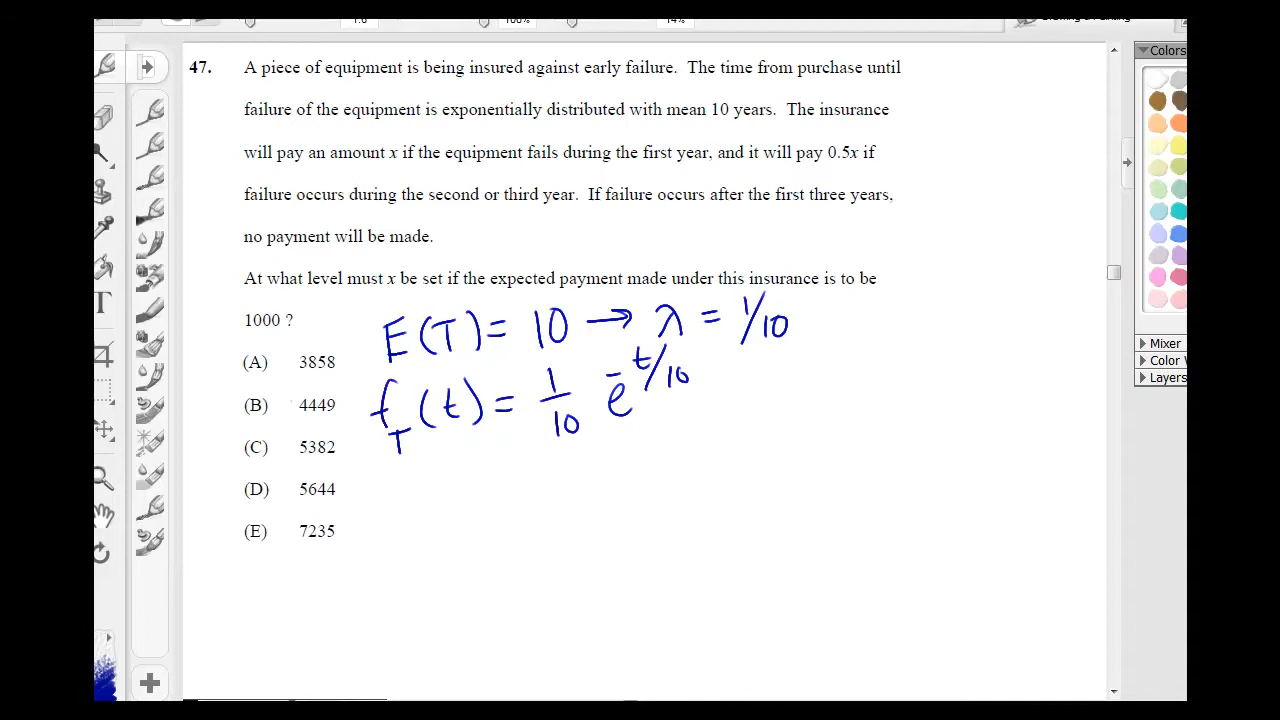 47. A piece of equipment is being insured against early failure. The time from purchase until
failure of the equipment is exponentially distributed with mean 10 years. The insurance
will pay an amount x if the equipment fails during the first year, and it will pay 0.5x if
failure occurs during the second or third year. If failure occurs after the first three years,
no payment will be made.
At what level must x be set if the expected payment made under this insurance is to be
1000 ?
E(T) = 10 → λ = 1/10
(A) 3858
f_T(t) = 1/10 e^-t/10
(B) 4449
(C) 5382
(D) 5644
(E) 7235
Colors
Mixer
Color W
Layers